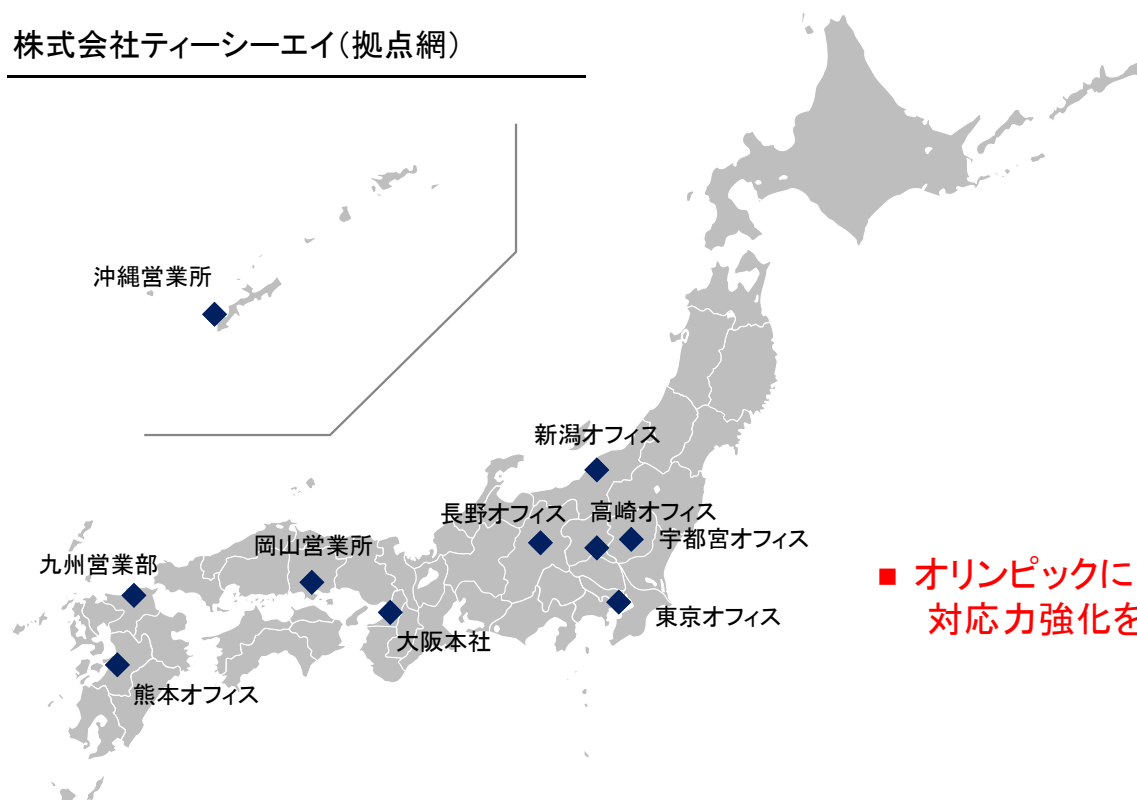 株式会社ティーシーエイ（拠点網）
沖縄営業所
新潟オフィス
長野オフィス
高崎オフィス
宇都宮オフィス
岡山営業所
九州営業部
東京オフィス
大阪本社
熊本オフィス
■ オリンピックに
対応力強化を